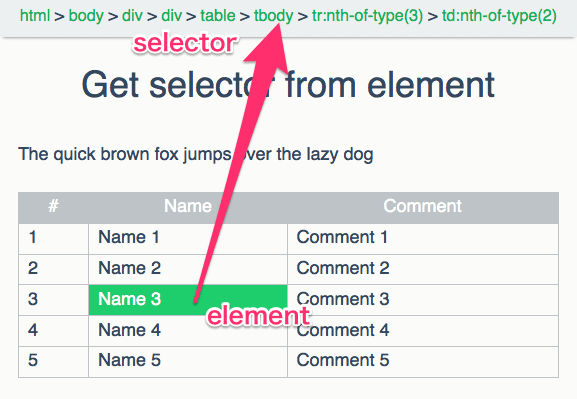 html > body > div > div > table > tbody > tr:nth-of-type(3) > td:nth-of-type(2)
selector
Get selector from element
The quick brown fox jumps over the lazy dog
# Name Comment
1 Name 1 Comment 1
2 Name 2 Comment 2
3 Name 3 Comment 3
element
4 Name 4 Comment 4
5 Name 5 Comment 5